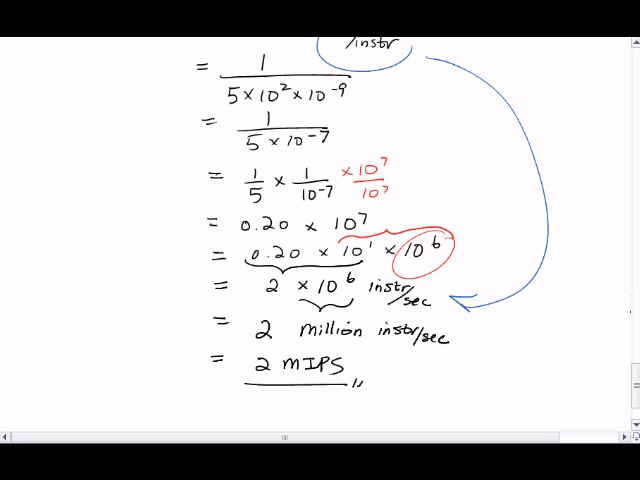 /instr
= 1 / 5 × 10² × 10⁻⁹
= 1 / 5 × 10⁻⁷
= 1/5 × 1/10⁻⁷ × 10⁷/10⁷
= 0.20 × 10⁷
= 0.20 × 10¹ × 10⁶
= 2 × 10⁶ instr/sec
= 2 million instr/sec
= 2 MIPS